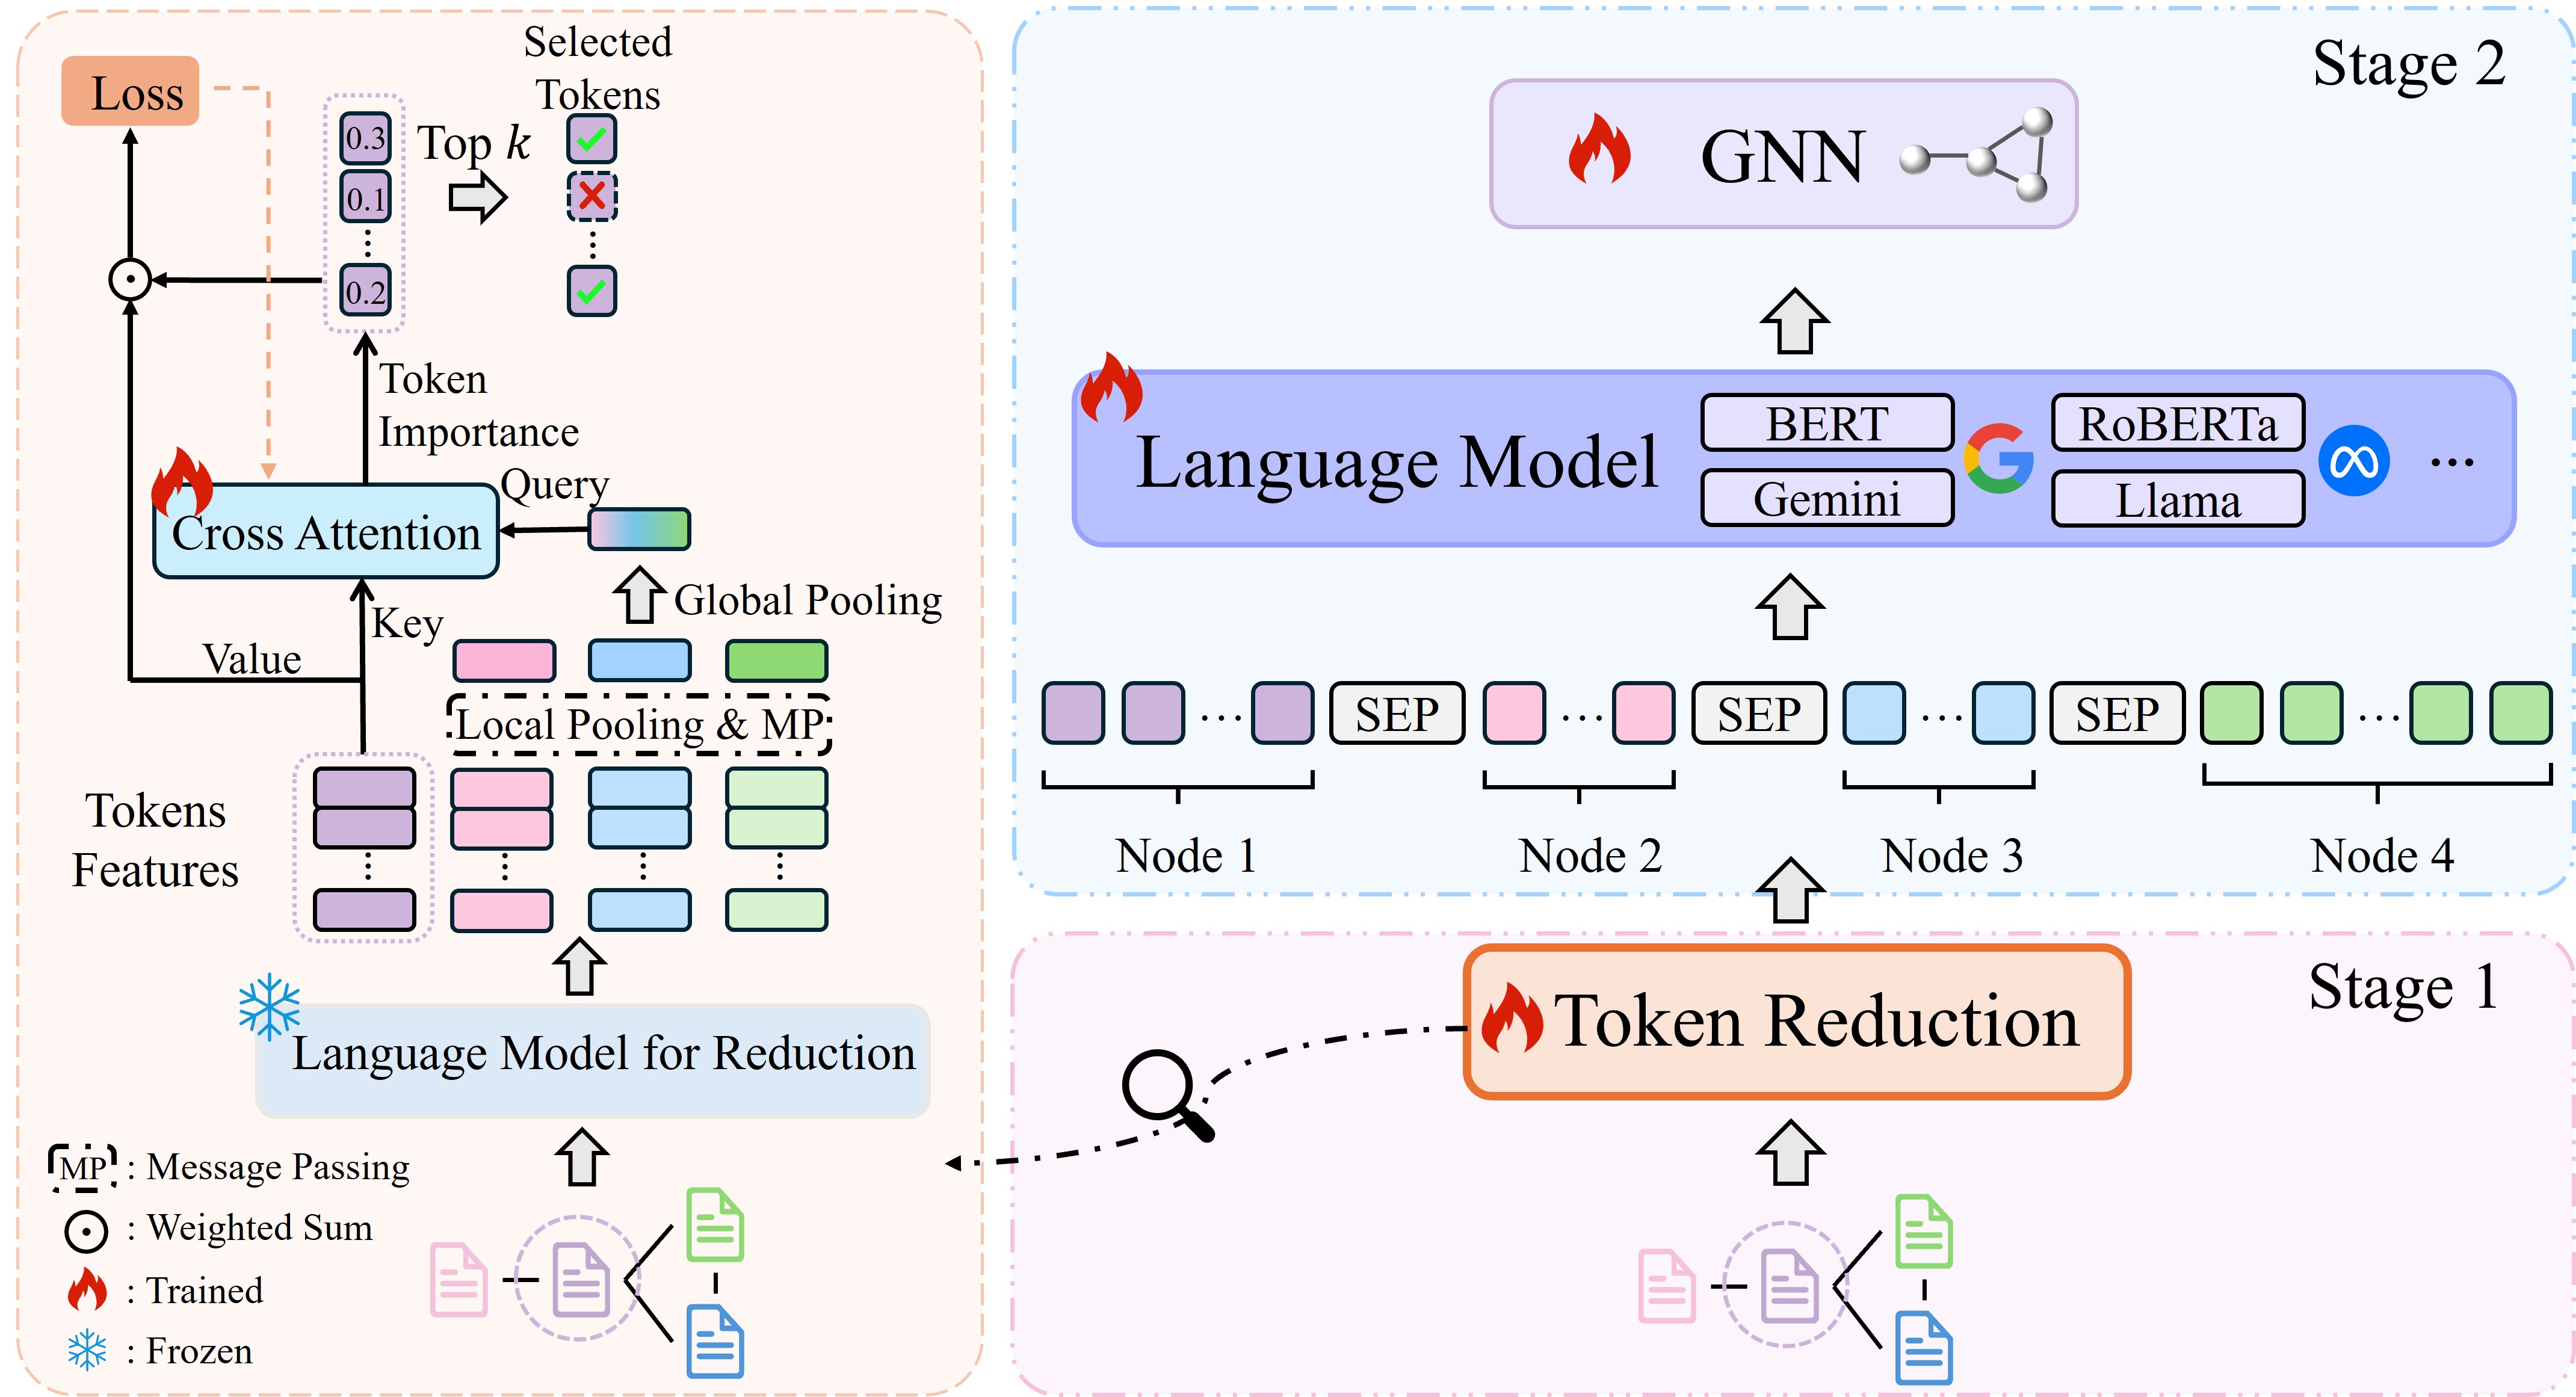 Loss
0.3
0.1
0.2
Top k
Selected
Tokens
Token
Importance
Query
Cross Attention
Global Pooling
Key
Value
Local Pooling & MP
Tokens
Features
Language Model for Reduction
MP : Message Passing
: Weighted Sum
: Trained
: Frozen
Stage 2
GNN
Language Model
BERT
RoBERTa
Gemini
Llama
...
... SEP ... SEP ... SEP ...
Node 1 Node 2 Node 3 Node 4
Stage 1
Token Reduction